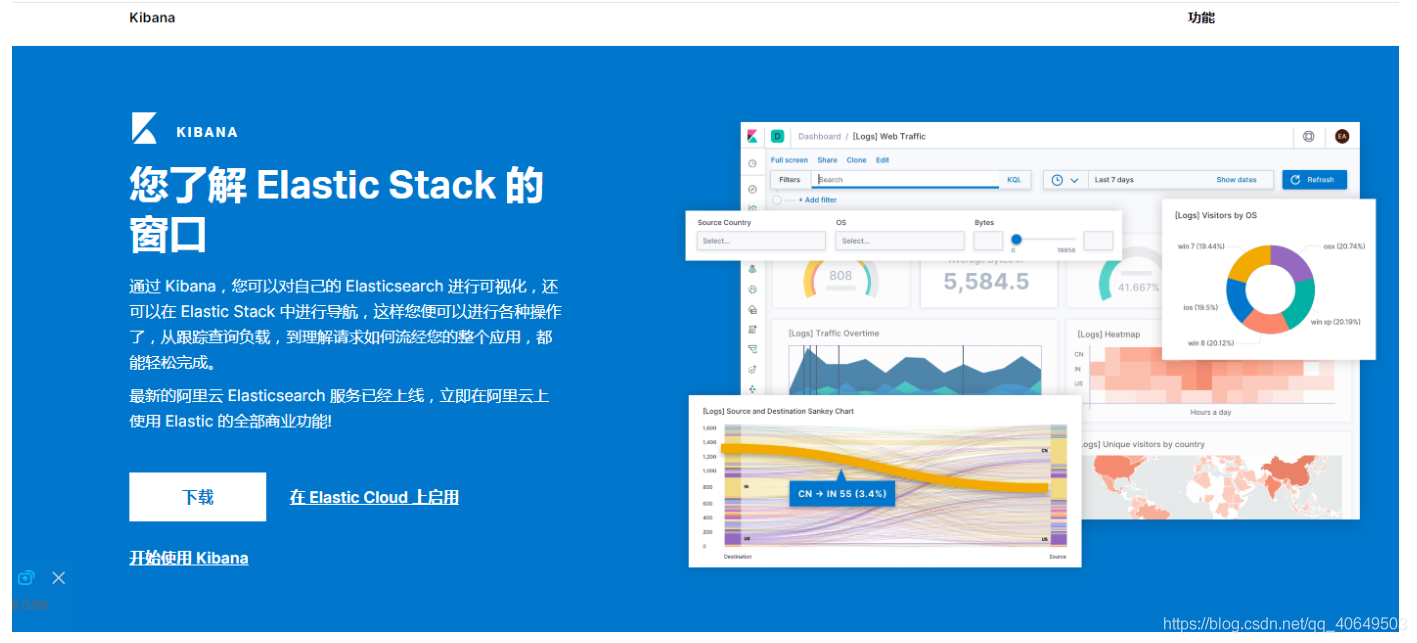 Kibana
功能
KIBANA
您了解 Elastic Stack 的
窗口
通过 Kibana，您可以对自己的 Elasticsearch 进行可视化，还
可以在 Elastic Stack 中进行导航，这样您便可以进行各种操作
了，从跟踪查询负载，到理解请求如何流经您的整个应用，都
能轻松完成。
最新的阿里云 Elasticsearch 服务已经上线，立即在阿里云上
使用 Elastic 的全部商业功能!
下载
在 Elastic Cloud 上启用
开始使用 Kibana
D
Dashboard / [Logs] Web Traffic
EA
Full screen Share Clone Edit
Filters
Search
KQL
Last 7 days
Show dates
Refresh
+ Add filter
Source Country
OS
Bytes
Select...
Select...
0
808
5,584.5
41.667%
[Logs] Visitors by OS
win 7 (19.44%)
osx (20.74%)
ios (19.5%)
win xp (20.19%)
win 8 (20.12%)
[Logs] Traffic Overtime
[Logs] Heatmap
CN
IN
US
Hours a day
[Logs] Source and Destination Sankey Chart
1,600
1,400
1,200
1,000
800
600
400
200
0
CN
IN
CN → IN 55 (3.4%)
US
US
Destination
Source
ogs] Unique visitors by country
https://blog.csdn.net/qq_40649503